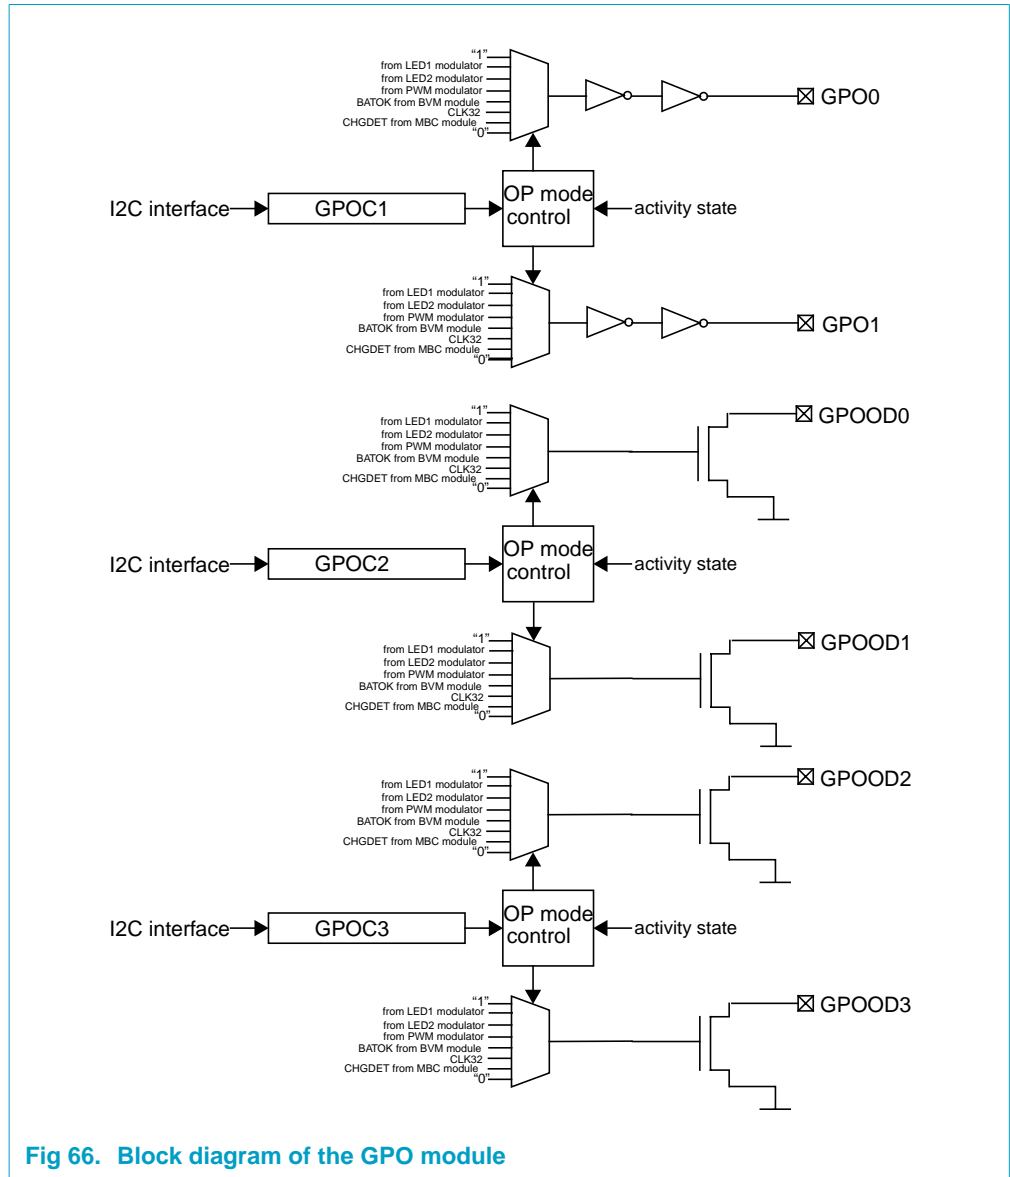 “1”
from LED1 modulator
from LED2 modulator
from PWM modulator
BATOK from BVM module
CLK32
CHGDET from MBC module
“0”
GPO0
I2C interface
GPOC1
OP mode
control
activity state
“1”
from LED1 modulator
from LED2 modulator
from PWM modulator
BATOK from BVM module
CLK32
CHGDET from MBC module
“0”
GPO1
“1”
from LED1 modulator
from LED2 modulator
from PWM modulator
BATOK from BVM module
CLK32
CHGDET from MBC module
“0”
GPOOD0
I2C interface
GPOC2
OP mode
control
activity state
“1”
from LED1 modulator
from LED2 modulator
from PWM modulator
BATOK from BVM module
CLK32
CHGDET from MBC module
“0”
GPOOD1
“1”
from LED1 modulator
from LED2 modulator
from PWM modulator
BATOK from BVM module
CLK32
CHGDET from MBC module
“0”
GPOOD2
I2C interface
GPOC3
OP mode
control
activity state
“1”
from LED1 modulator
from LED2 modulator
from PWM modulator
BATOK from BVM module
CLK32
CHGDET from MBC module
“0”
GPOOD3
Fig 66. Block diagram of the GPO module